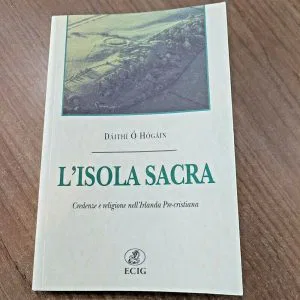 DÁITHÍ Ó HÓGÁIN
L'ISOLA SACRA
Credenze e religione nell'Irlanda Pre-cristiana
ECIG